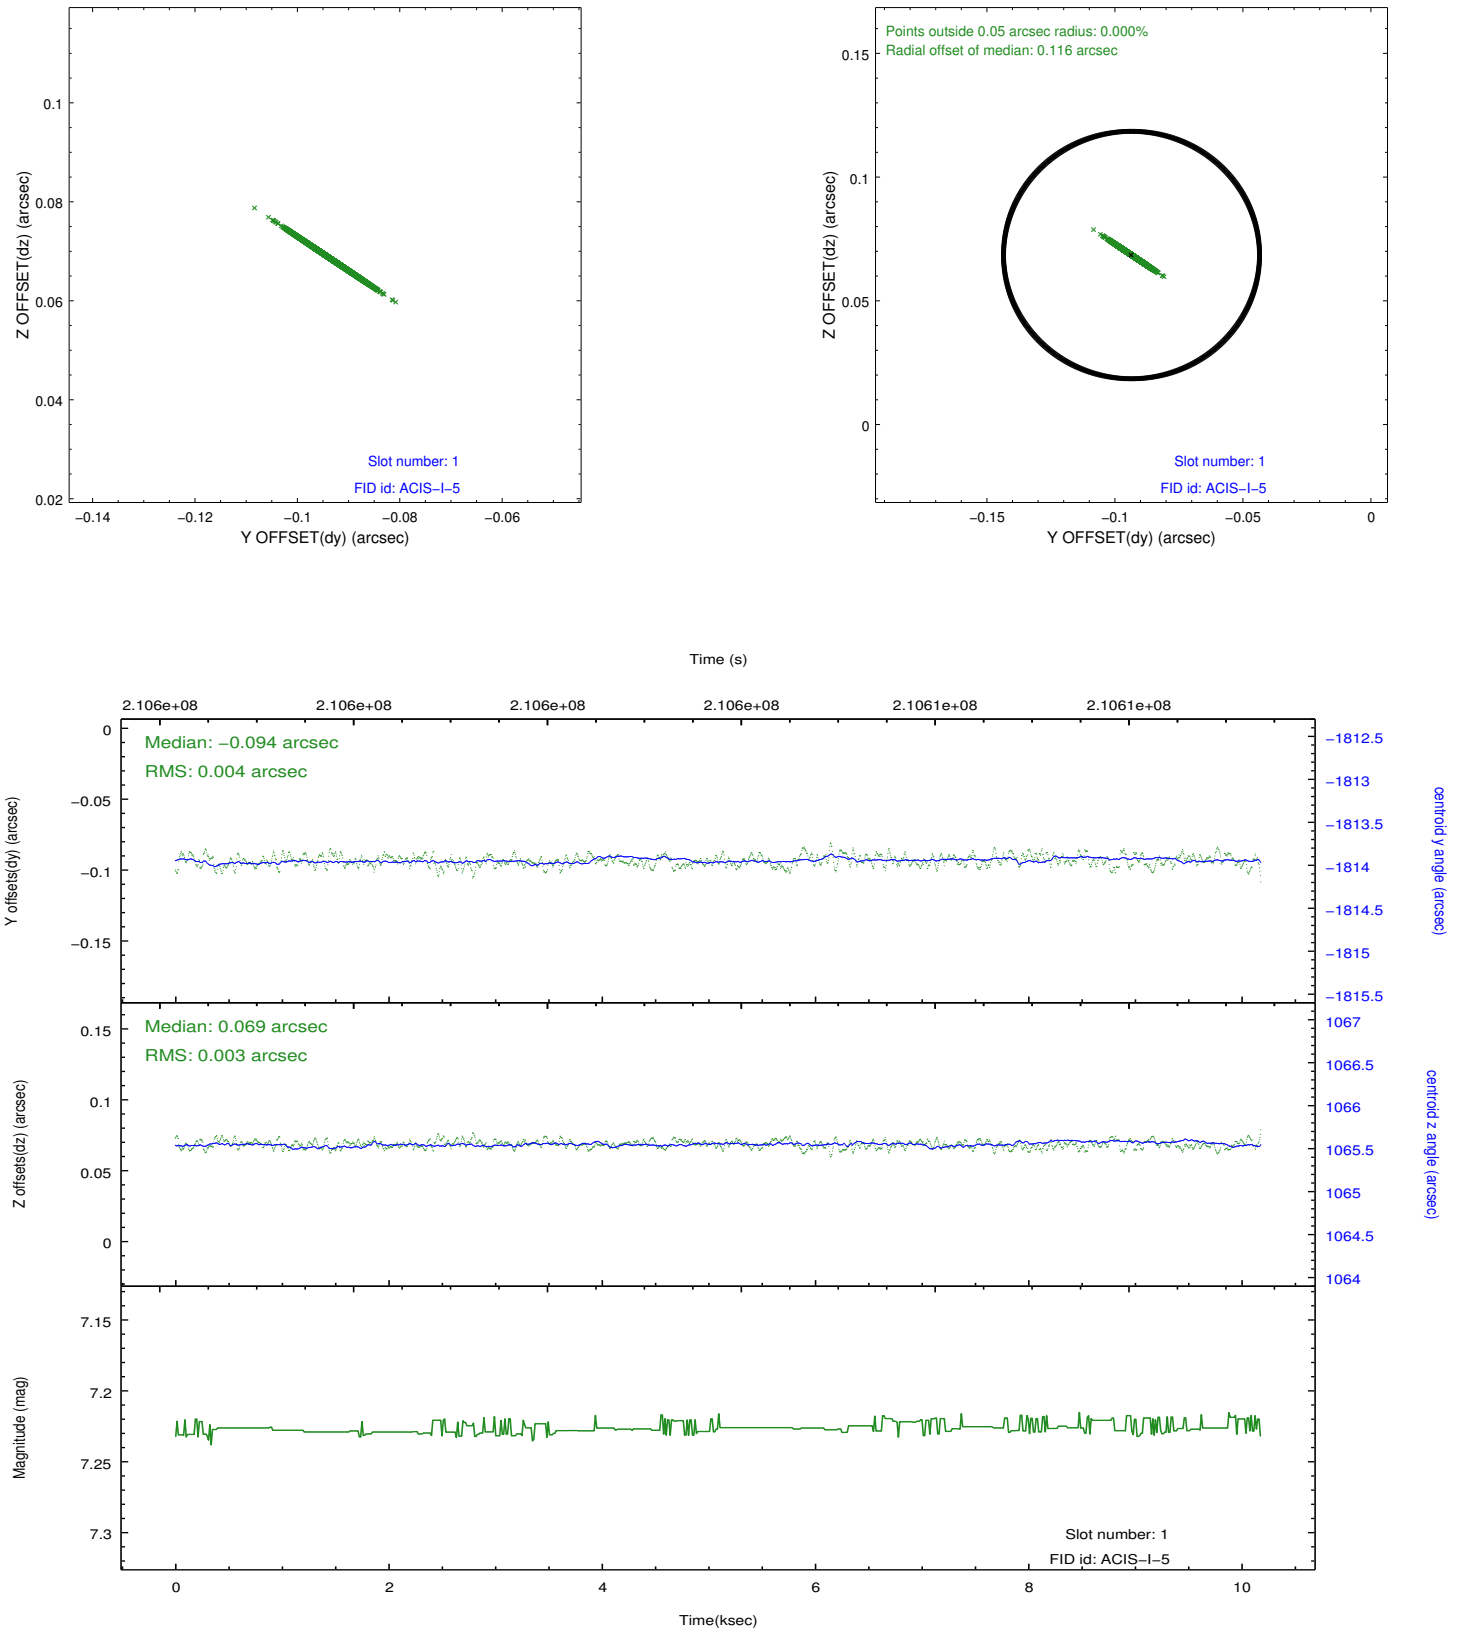 0.1
0.08
0.06
0.04
0.02
Z OFFSET(dz) (arcsec)
Slot number: 1
FID id: ACIS−I−5
−0.14 −0.12 −0.1 −0.08 −0.06
Y OFFSET(dy) (arcsec)
Points outside 0.05 arcsec radius: 0.000%
Radial offset of median: 0.116 arcsec
0.15
0.1
0.05
0
Z OFFSET(dz) (arcsec)
Slot number: 1
FID id: ACIS−I−5
−0.15 −0.1 −0.05 0
Y OFFSET(dy) (arcsec)
Time (s)
2.106e+08 2.106e+08 2.106e+08 2.106e+08 2.1061e+08 2.1061e+08
Median: −0.094 arcsec
RMS: 0.004 arcsec
0
−0.05
−0.1
−0.15
Y offsets(dy) (arcsec)
−1812.5
−1813
−1813.5
−1814
−1814.5
−1815
−1815.5
centroid y angle (arcsec)
Median: 0.069 arcsec
RMS: 0.003 arcsec
0.15
0.1
0.05
0
Z offsets(dz) (arcsec)
1067
1066.5
1066
1065.5
1065
1064.5
1064
centroid z angle (arcsec)
7.15
7.2
7.25
7.3
Magnitude (mag)
Slot number: 1
FID id: ACIS−I−5
0 2 4 6 8 10
Time(ksec)